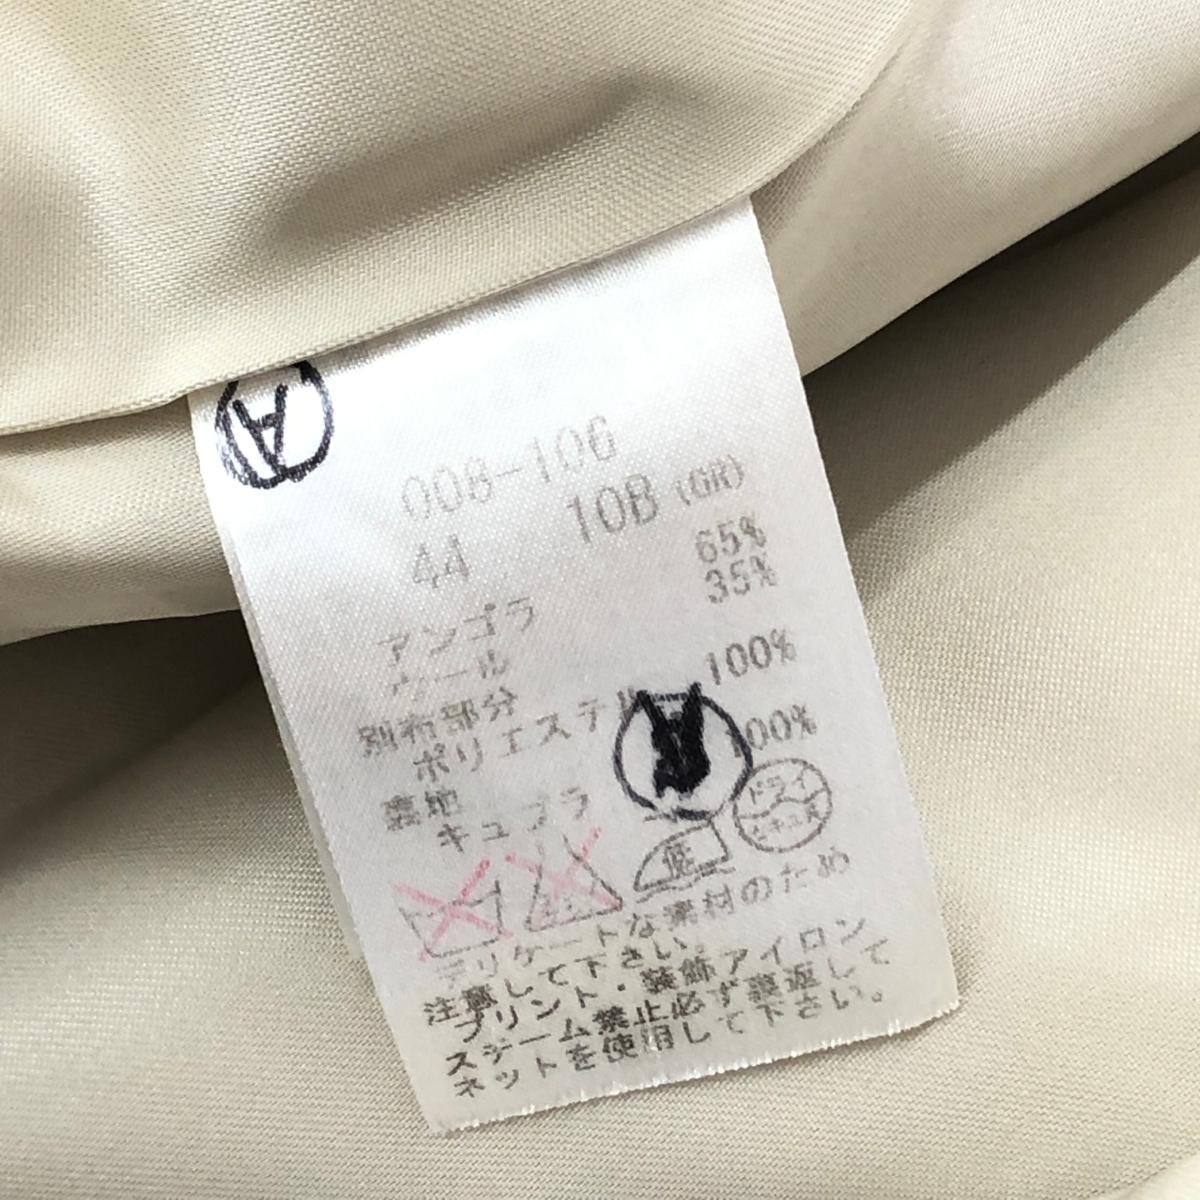 A
008-106
44 10B (GR)
アンゴラ 65%
ウール 35%
別布部分
ポリエステル 100%
裏地
キュプラ 100%
A
低
ドライ
セキユ系
デリケートな素材のため
注意して下さい。
プリント・装飾アイロン
スチーム禁止必ず裏返して
ネットを使用して下さい。